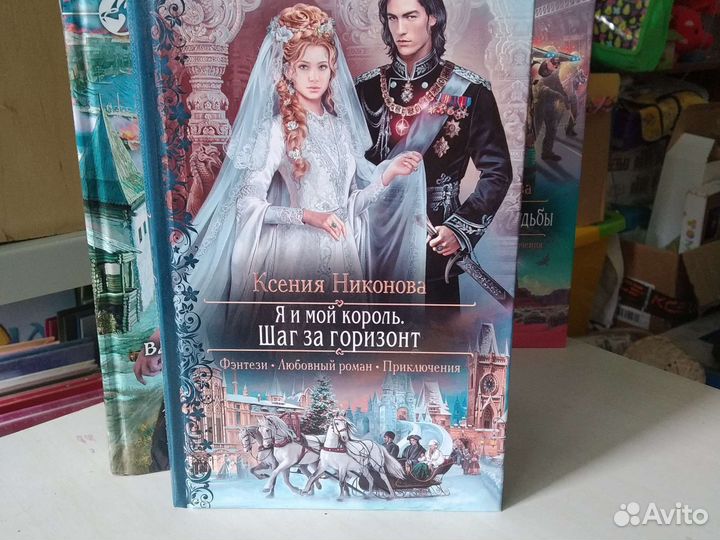 Ксения Никонова
Я и мой король.
Шаг за горизонт
Фэнтези • Любовный роман • Приключения
Avito